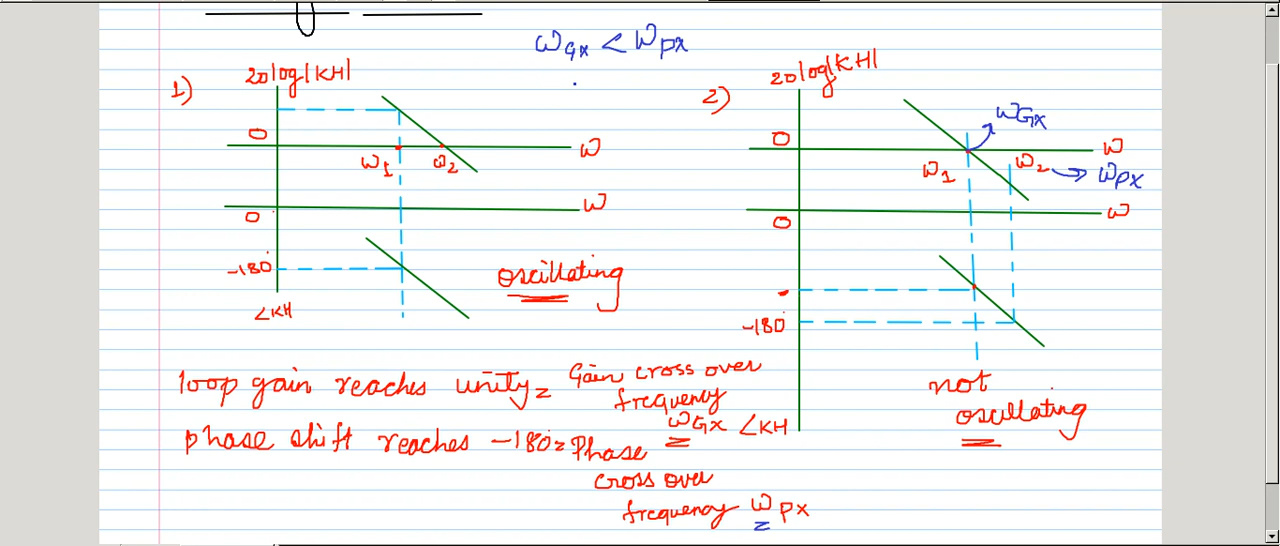 ωGx < ωPx
1)
20log|KH|
0
ω1
ω2
ω
0
ω
-180°
∠KH
oscillating
2)
20log|KH|
ωGx
0
ω1
ω2 → ωPX
ω
0
ω
-180°
∠KH
not
oscillating
loop gain reaches unity = Gain cross over
frequency
ωGx
phase shift reaches -180° = Phase
cross over
frequency ωPx